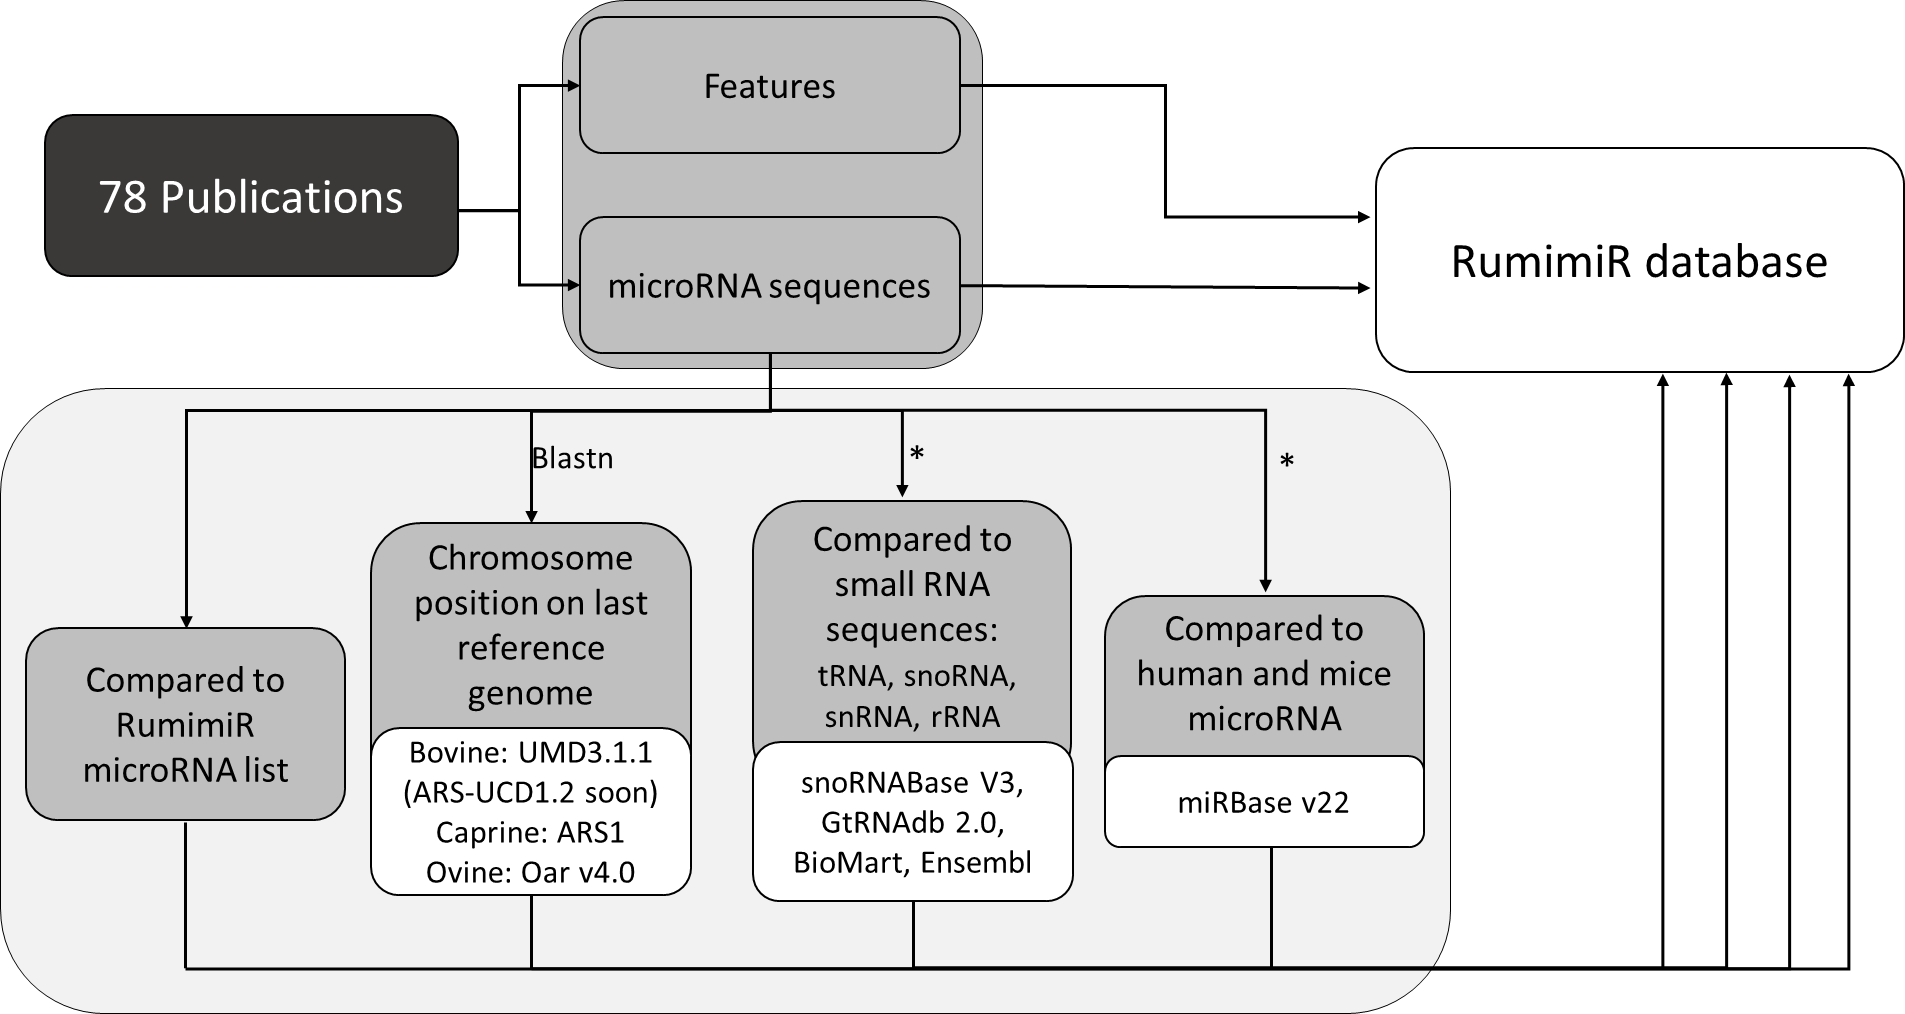 Features
78 Publications
microRNA sequences
RumimiR database
Blastn
*
*
Compared to
RumimiR
microRNA list
Chromosome
position on last
reference
genome
Bovine: UMD3.1.1
(ARS-UCD1.2 soon)
Caprine: ARS1
Ovine: Oar v4.0
Compared to
small RNA
sequences:
tRNA, snoRNA,
snRNA, rRNA
snoRNABase V3,
GtRNAdb 2.0,
BioMart, Ensembl
Compared to
human and mice
microRNA
miRBase v22